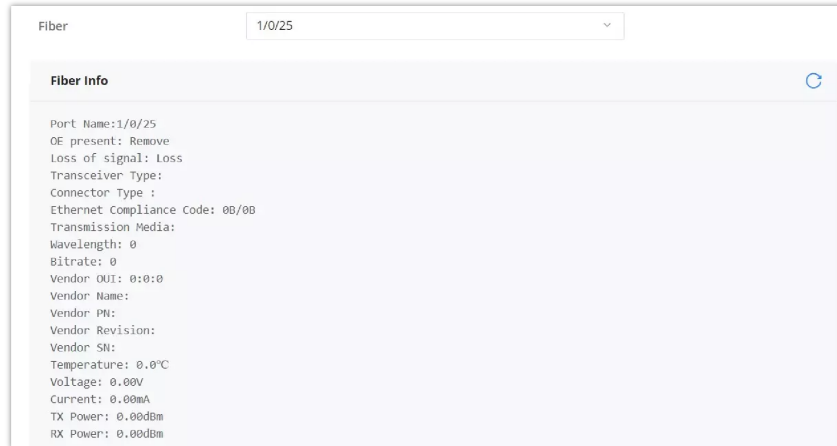 Fiber 1/0/25
Fiber Info
Port Name:1/0/25
OE present: Remove
Loss of signal: Loss
Transceiver Type:
Connector Type :
Ethernet Compliance Code: 0B/0B
Transmission Media:
Wavelength: 0
Bitrate: 0
Vendor OUI: 0:0:0
Vendor Name:
Vendor PN:
Vendor Revision:
Vendor SN:
Temperature: 0.0℃
Voltage: 0.00V
Current: 0.00mA
TX Power: 0.00dBm
RX Power: 0.00dBm